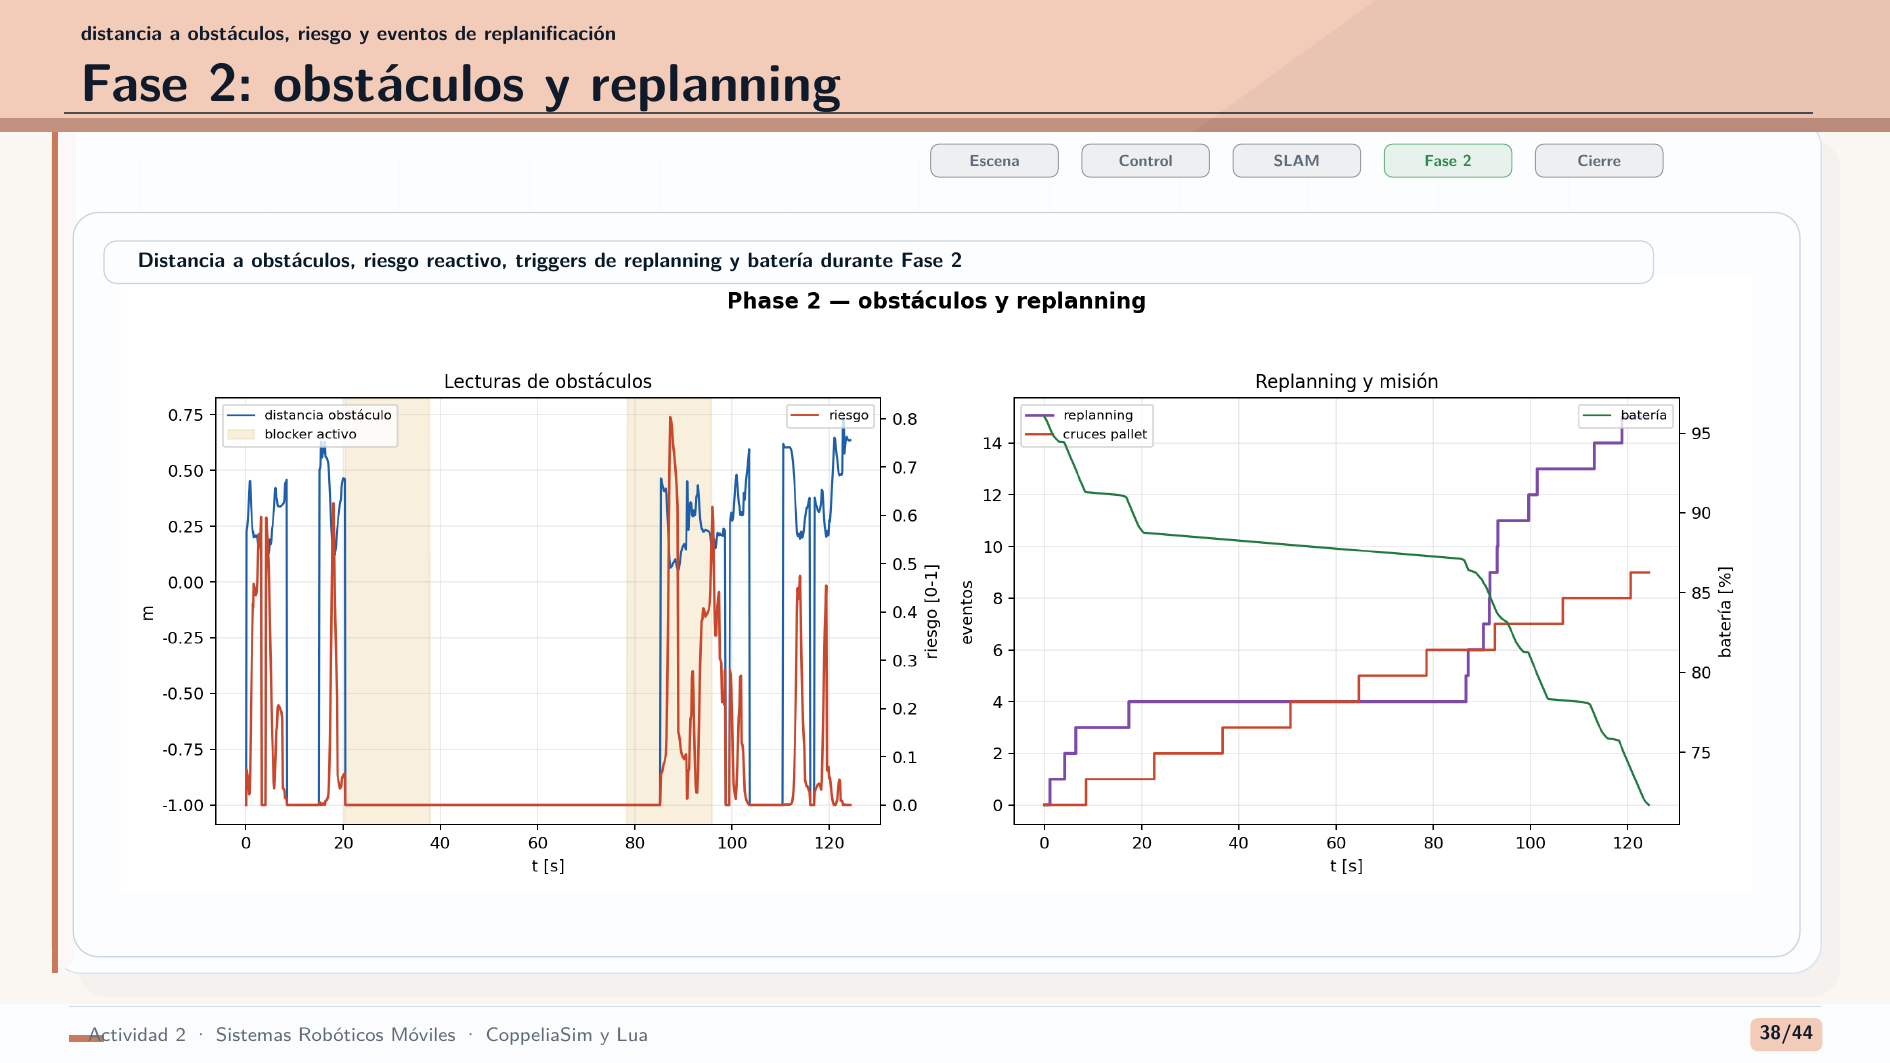 distancia a obstáculos, riesgo y eventos de replanificación
Fase 2: obstáculos y replanning
Escena
Control
SLAM
Fase 2
Cierre
Distancia a obstáculos, riesgo reactivo, triggers de replanning y batería durante Fase 2
Phase 2 — obstáculos y replanning
Lecturas de obstáculos
distancia obstáculo
blocker activo
riesgo
0.75
0.50
0.25
0.00
-0.25
-0.50
-0.75
-1.00
m
0.8
0.7
0.6
0.5
0.4
0.3
0.2
0.1
0.0
riesgo [0-1]
0 20 40 60 80 100 120
t [s]
Replanning y misión
replanning
cruces pallet
batería
14
12
10
8
6
4
2
0
eventos
95
90
85
80
75
batería [%]
0 20 40 60 80 100 120
t [s]
Actividad 2 · Sistemas Robóticos Móviles · CoppeliaSim y Lua
38/44